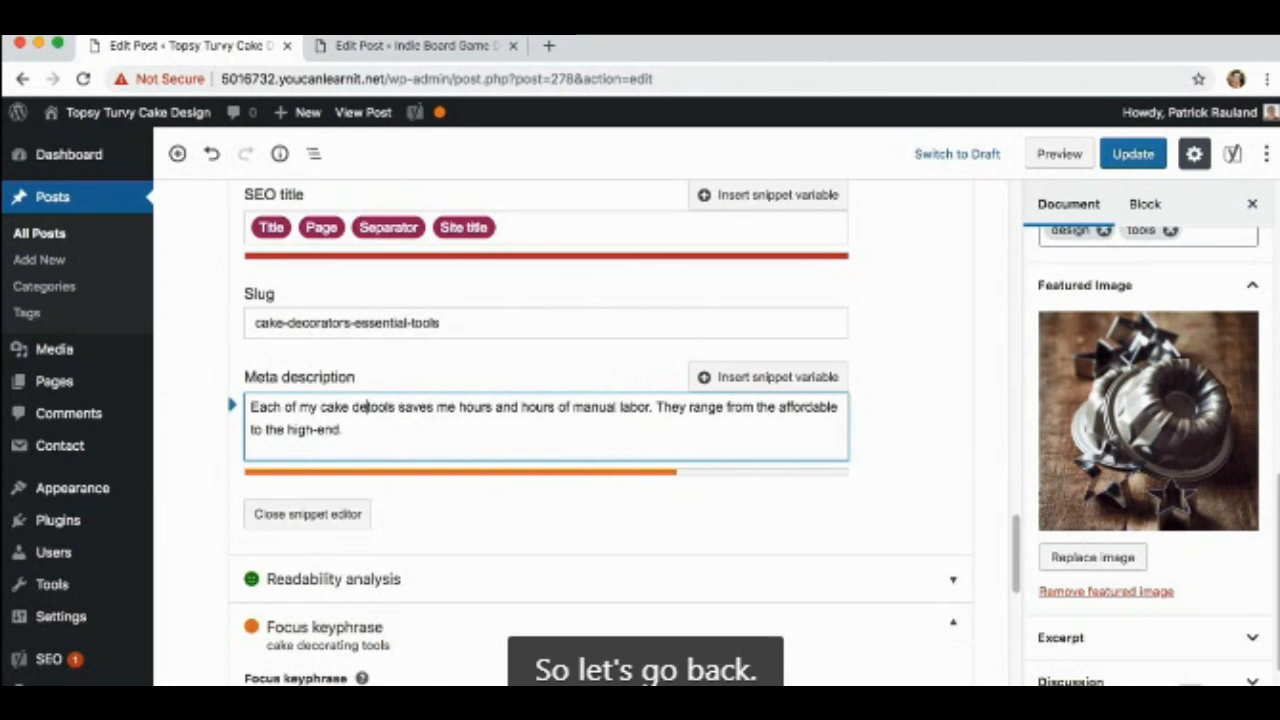 Edit Post ‹ Topsy Turvy Cake D
Edit Post ‹ Indie Board Game D
Not Secure | 5016732.youcanlearnit.net/wp-admin/post.php?post=278&action=edit
Topsy Turvy Cake Design 0 + New View Post
Howdy, Patrick Rauland
Dashboard
Switch to Draft
Preview
Update
Posts
All Posts
Add New
Categories
Tags
Media
Pages
Comments
Contact
Appearance
Plugins
Users
Tools
Settings
SEO 1
SEO title
Insert snippet variable
Title Page Separator Site title
Slug
cake-decorators-essential-tools
Meta description
Insert snippet variable
Each of my cake detools saves me hours and hours of manual labor. They range from the affordable
to the high-end.
Close snippet editor
Readability analysis
Focus keyphrase
cake decorating tools
Focus keyphrase
So let's go back.
Document Block
design tools
Featured Image
Replace image
Remove featured image
Excerpt
Discussion